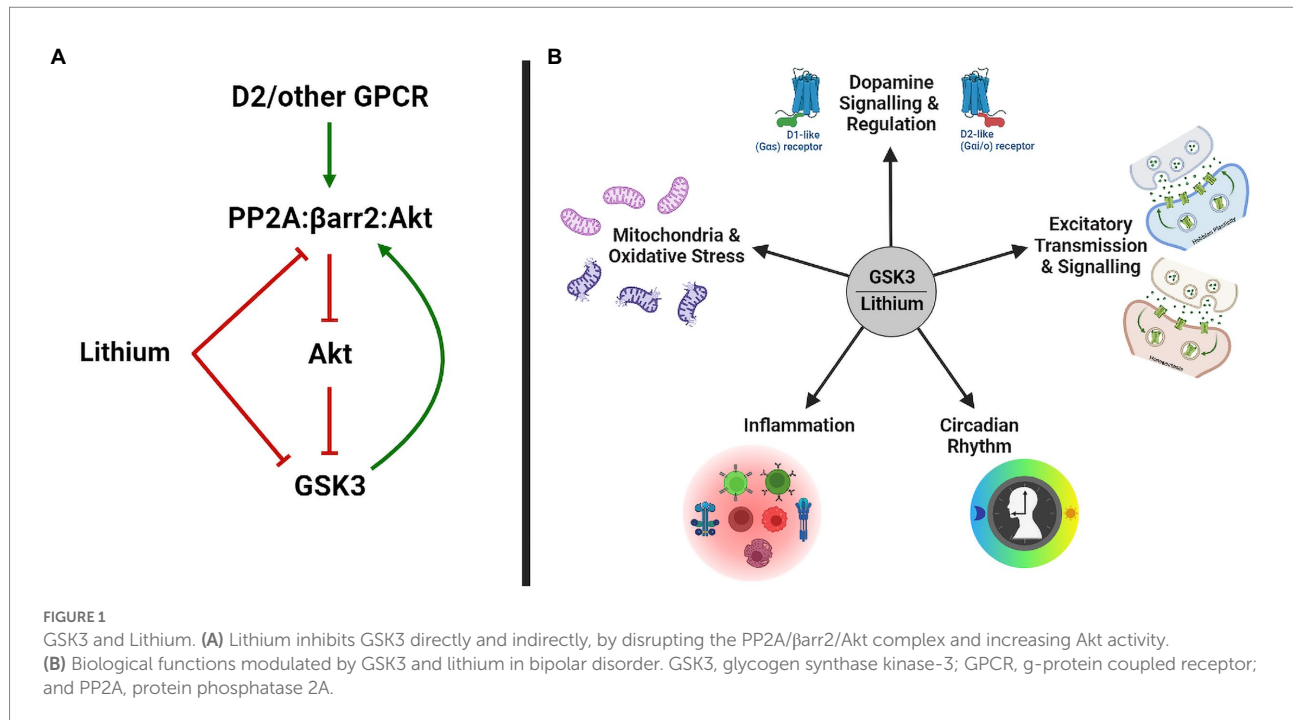 A
D2/other GPCR
PP2A:βarr2:Akt
Lithium
Akt
GSK3
B
Dopamine
Signalling &
Regulation
D1-like
(Gαs) receptor
D2-like
(Gαi/o) receptor
Mitochondria &
Oxidative Stress
Excitatory
Transmission
& Signalling
Hebbian Plasticity
Homeostasis
GSK3
Lithium
Inflammation
Circadian
Rhythm
FIGURE 1
GSK3 and Lithium. (A) Lithium inhibits GSK3 directly and indirectly, by disrupting the PP2A/βarr2/Akt complex and increasing Akt activity.
(B) Biological functions modulated by GSK3 and lithium in bipolar disorder. GSK3, glycogen synthase kinase-3; GPCR, g-protein coupled receptor;
and PP2A, protein phosphatase 2A.